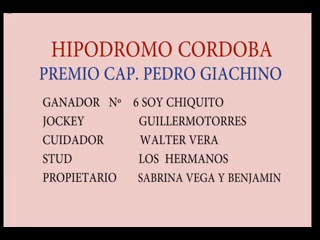 HIPODROMO CORDOBA
PREMIO CAP. PEDRO GIACHINO
GANADOR Nº 6 SOY CHIQUITO
JOCKEY GUILLERMOTORRES
CUIDADOR WALTER VERA
STUD LOS HERMANOS
PROPIETARIO SABRINA VEGA Y BENJAMIN